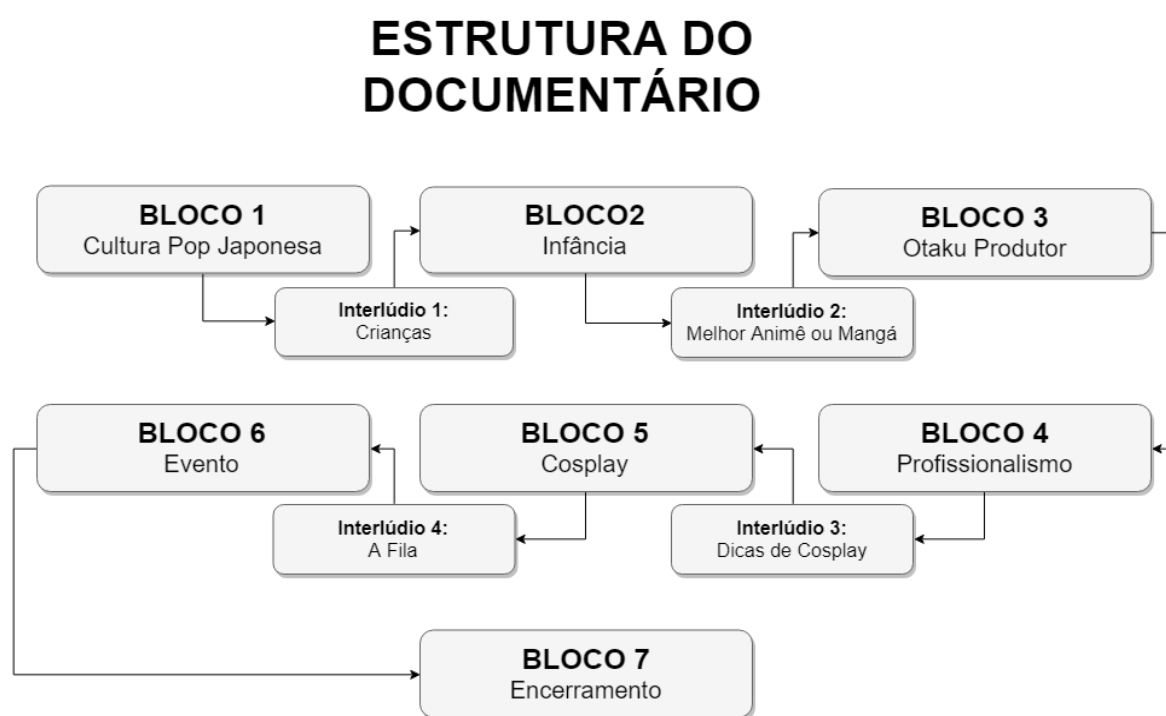 ESTRUTURA DO
DOCUMENTÁRIO
BLOCO 1
Cultura Pop Japonesa
Interlúdio 1:
Crianças
BLOCO2
Infância
Interlúdio 2:
Melhor Animê ou Mangá
BLOCO 3
Otaku Produtor
BLOCO 4
Profissionalismo
Interlúdio 3:
Dicas de Cosplay
BLOCO 5
Cosplay
Interlúdio 4:
A Fila
BLOCO 6
Evento
BLOCO 7
Encerramento